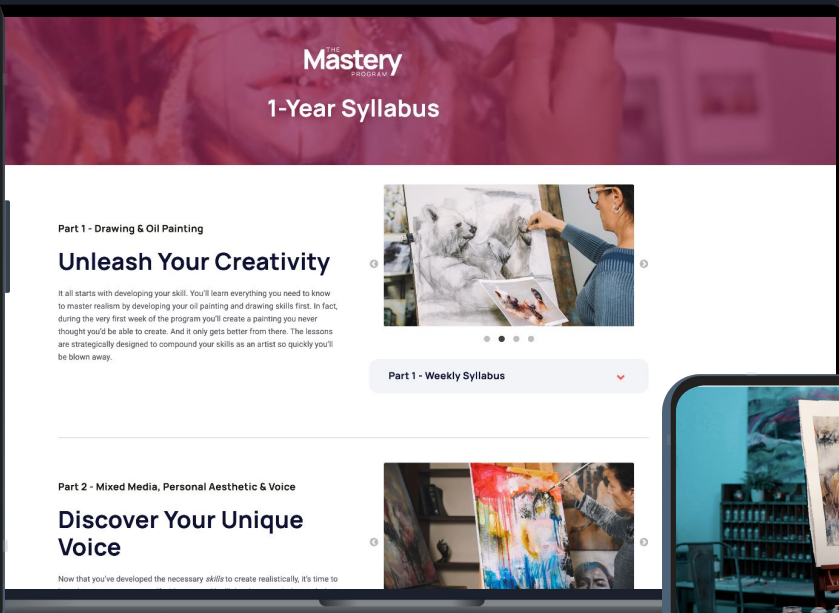 THE
Mastery
PROGRAM
1-Year Syllabus
Part 1 - Drawing & Oil Painting
Unleash Your Creativity
It all starts with developing your skill. You'll learn everything you need to know
to master realism by developing your oil painting and drawing skills first. In fact,
during the very first week of the program you'll create a painting you never
thought you'd be able to create. And it only gets better from there. The lessons
are strategically designed to compound your skills as an artist so quickly you'll
be blown away.
Part 1 - Weekly Syllabus
Part 2 - Mixed Media, Personal Aesthetic & Voice
Discover Your Unique
Voice
Now that you've developed the necessary skills to create realistically, it's time to